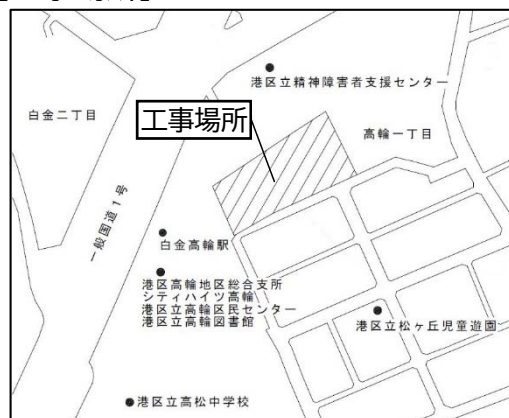 港区立精神障害者支援センター
白金二丁目
工事場所
高輪一丁目
一般国道1号
白金高輪駅
港区高輪地区総合支所
シティハイツ高輪
港区立高輪区民センター
港区立高輪図書館
港区立松ヶ丘児童遊園
港区立高松中学校